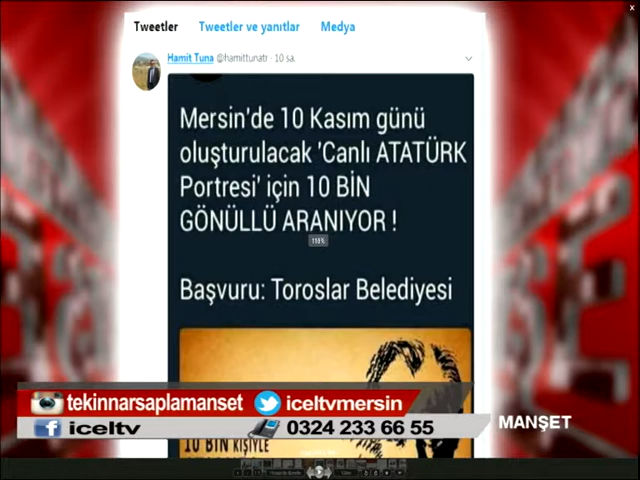 Tweetler Tweetler ve yanıtlar Medya
Hamit Tuna @hamittunatr · 10 sa.
Mersin'de 10 Kasım günü
oluşturulacak 'Canlı ATATÜRK
Portresi' için 10 BİN
GÖNÜLLÜ ARANIYOR !
110%
Başvuru: Toroslar Belediyesi
tekinnarsaplamanset iceltvmersin
iceltv 0324 233 66 55
MANŞET
10 BİN KİŞİYLE